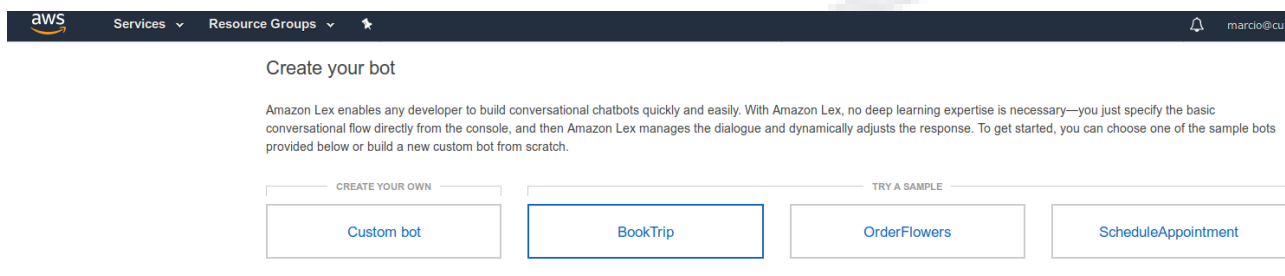 aws Services Resource Groups marcio@cu
Create your bot
Amazon Lex enables any developer to build conversational chatbots quickly and easily. With Amazon Lex, no deep learning expertise is necessary—you just specify the basic
conversational flow directly from the console, and then Amazon Lex manages the dialogue and dynamically adjusts the response. To get started, you can choose one of the sample bots
provided below or build a new custom bot from scratch.
CREATE YOUR OWN TRY A SAMPLE
Custom bot BookTrip OrderFlowers ScheduleAppointment